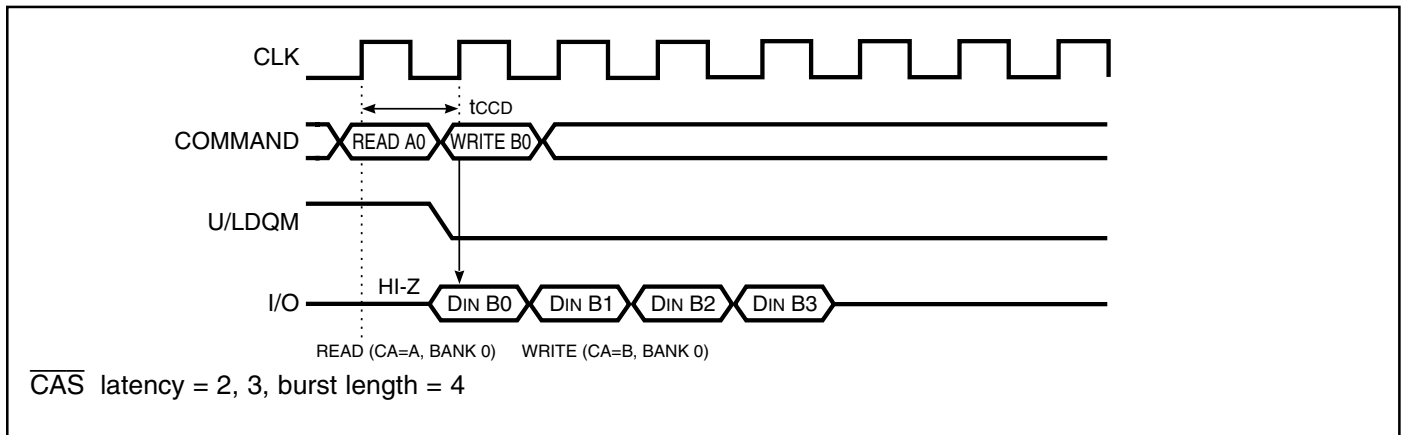 CLK
tCCD
COMMAND READ A0 WRITE B0
U/LDQM
HI-Z
I/O DIN B0 DIN B1 DIN B2 DIN B3
READ (CA=A, BANK 0) WRITE (CA=B, BANK 0)
CAS latency = 2, 3, burst length = 4